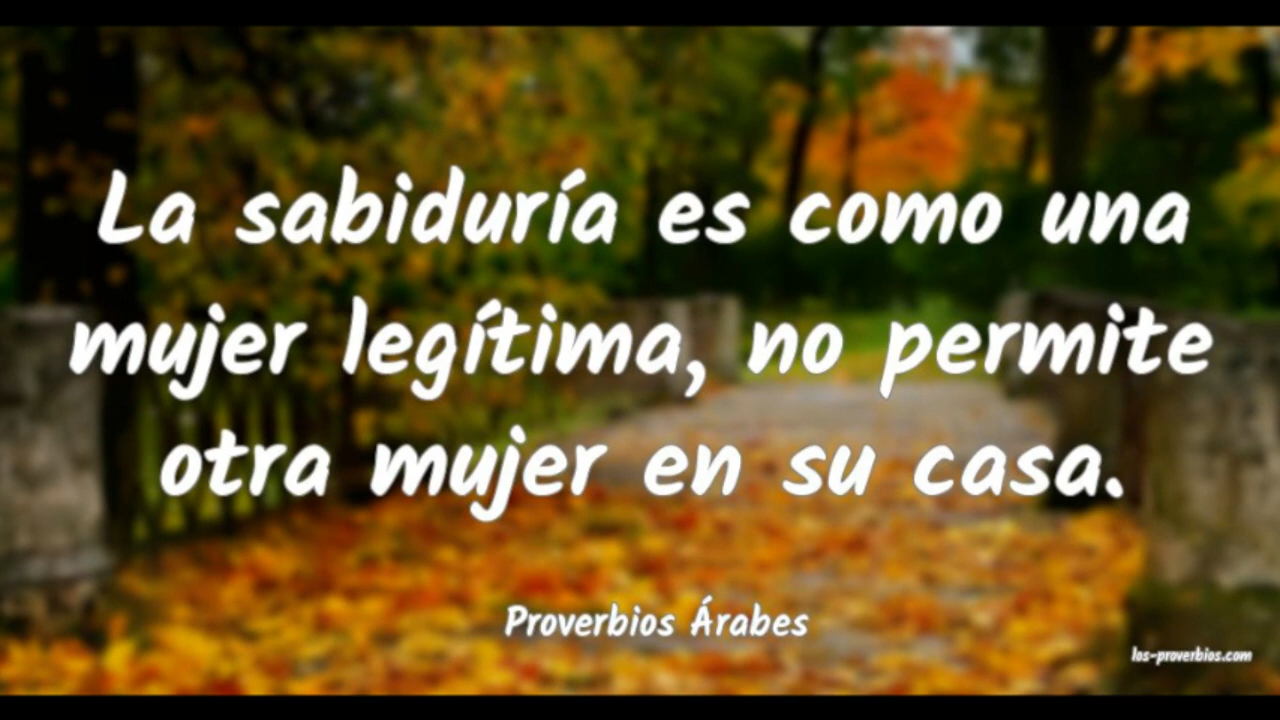 La sabiduría es como una
mujer legítima, no permite
otra mujer en su casa.
Proverbios Árabes
los-proverbios.com